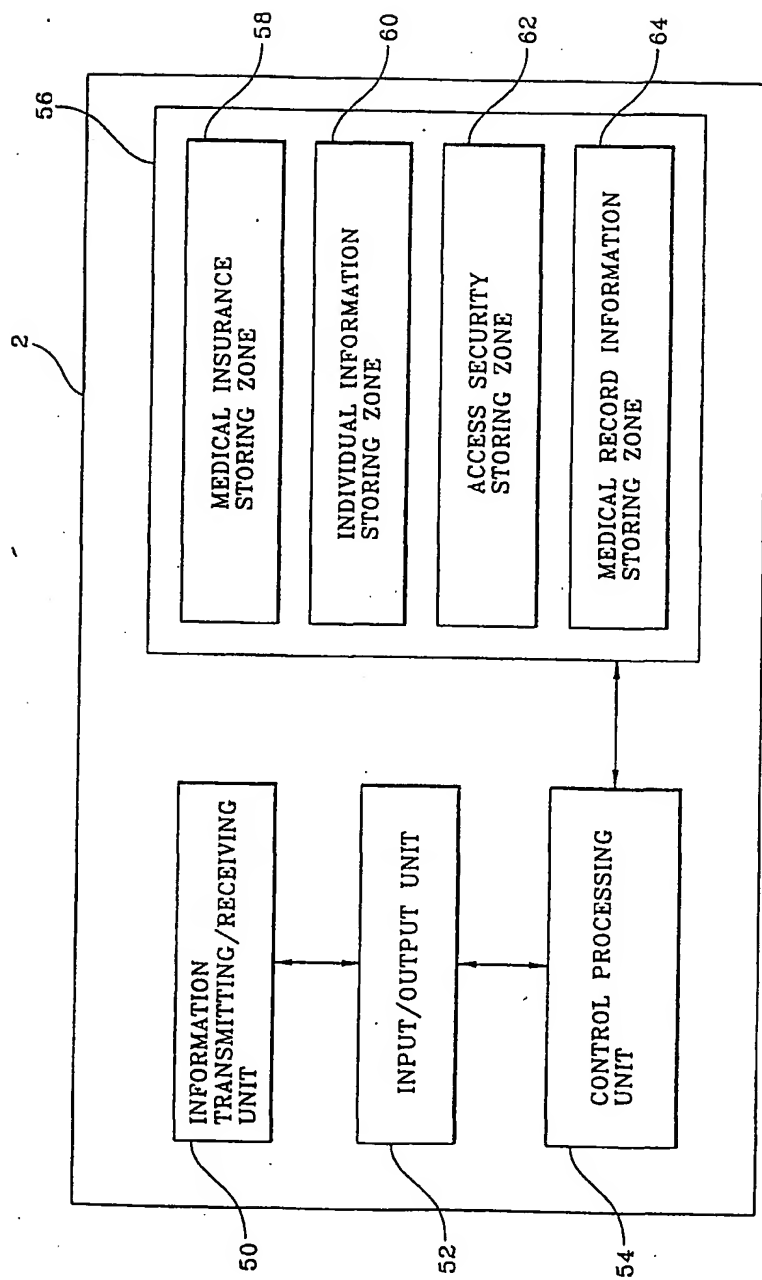 2
56
58
60
62
64
MEDICAL INSURANCE
STORING ZONE
INDIVIDUAL INFORMATION
STORING ZONE
ACCESS SECURITY
STORING ZONE
MEDICAL RECORD INFORMATION
STORING ZONE
INFORMATION
TRANSMITTING/RECEIVING
UNIT
INPUT/OUTPUT UNIT
CONTROL PROCESSING
UNIT
50
52
54